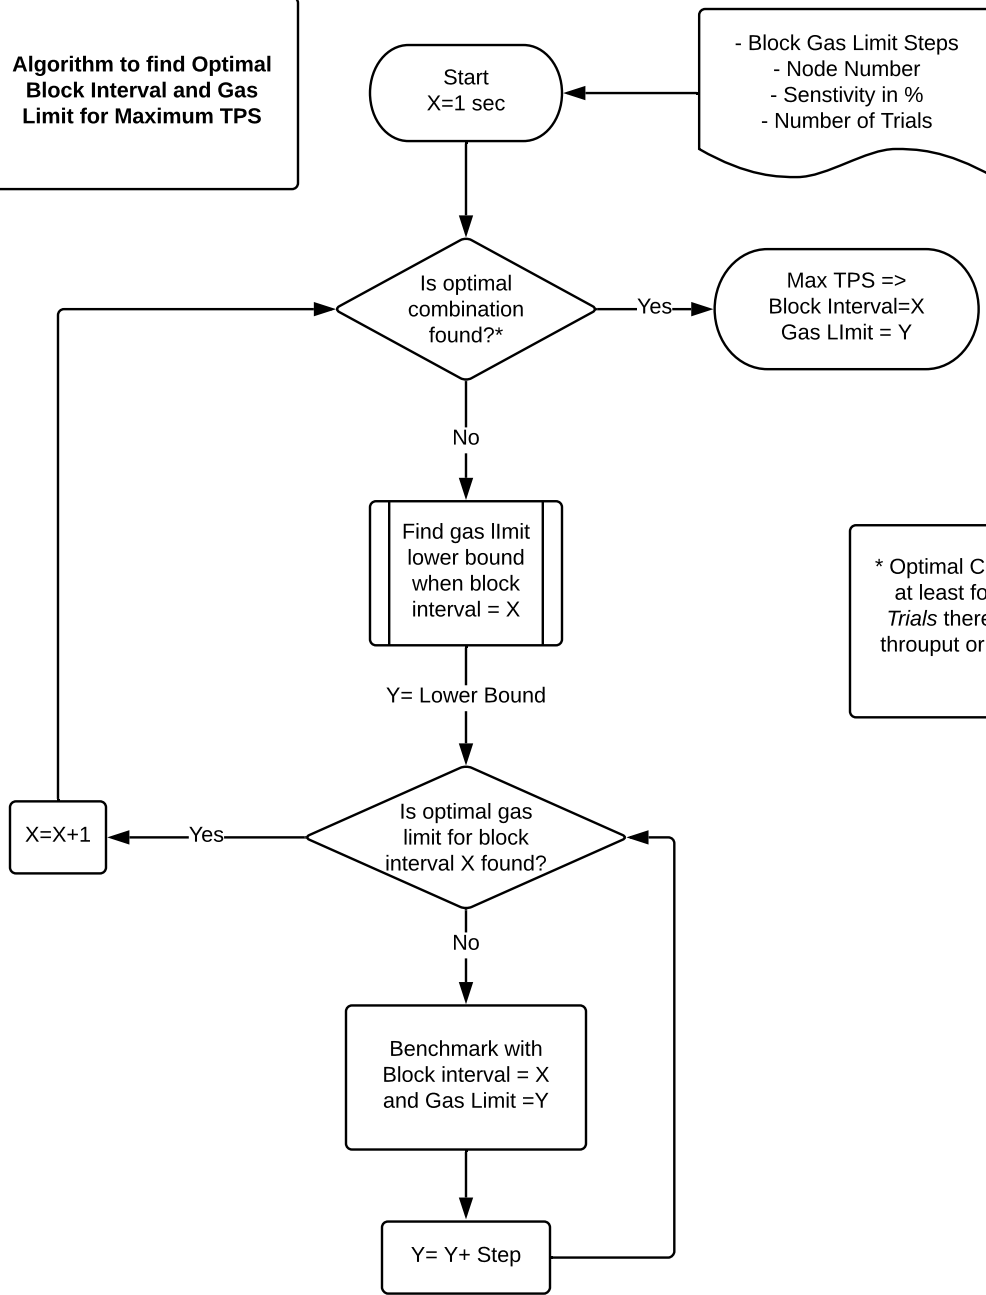 Algorithm to find Optimal
Block Interval and Gas
Limit for Maximum TPS
Start
X=1 sec
- Block Gas Limit Steps
- Node Number
- Senstivity in %
- Number of Trials
Is optimal
combination
found?*
Yes
Max TPS =>
Block Interval=X
Gas LImit = Y
No
Find gas lImit
lower bound
when block
interval = X
* Optimal C
at least fo
Trials there
throuput or
Y= Lower Bound
Is optimal gas
limit for block
interval X found?
Yes
X=X+1
No
Benchmark with
Block interval = X
and Gas Limit =Y
Y= Y+ Step